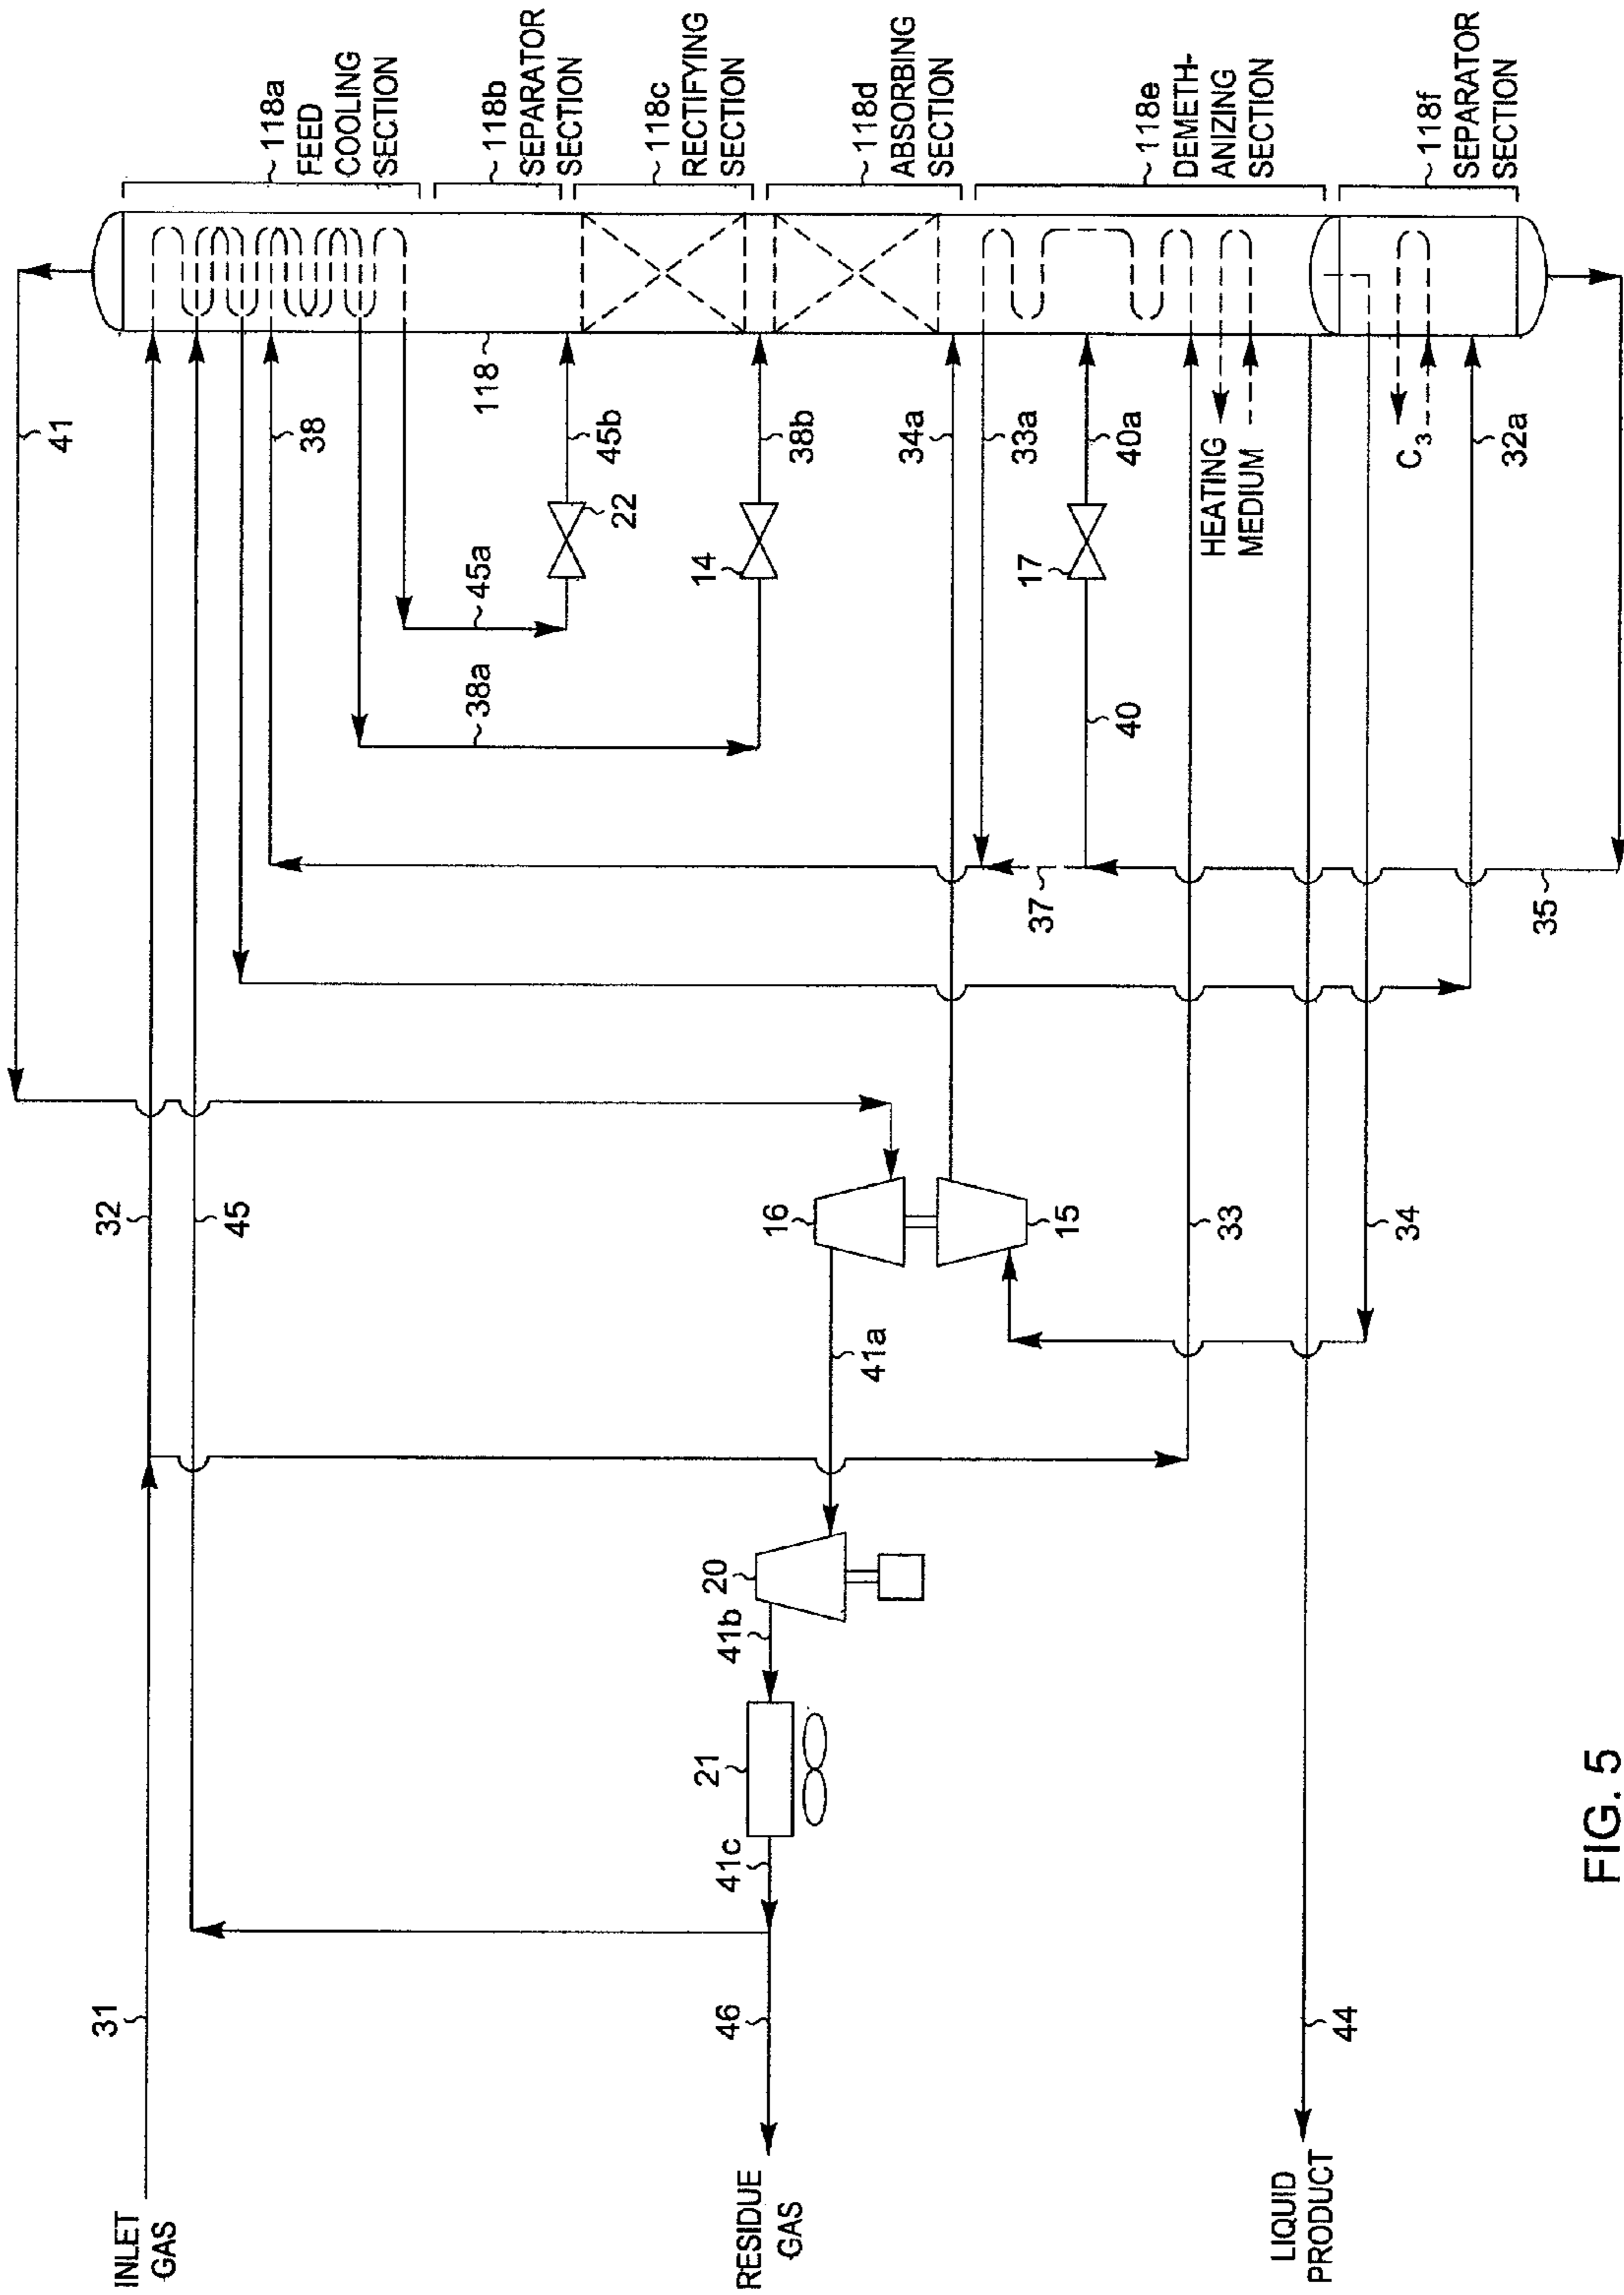 INLET
GAS
31
32
45
41
38
118
118a
FEED
COOLING
SECTION
118b
SEPARATOR
SECTION
118c
RECTIFYING
SECTION
118d
ABSORBING
SECTION
118e
DEMETH-
ANIZING
SECTION
118f
SEPARATOR
SECTION
45a
22
45b
38a
14
38b
34a
33a
37
40
17
40a
HEATING
MEDIUM
C3
32a
35
16
15
33
34
41a
20
41b
21
41c
46
RESIDUE
GAS
44
LIQUID
PRODUCT
FIG. 5